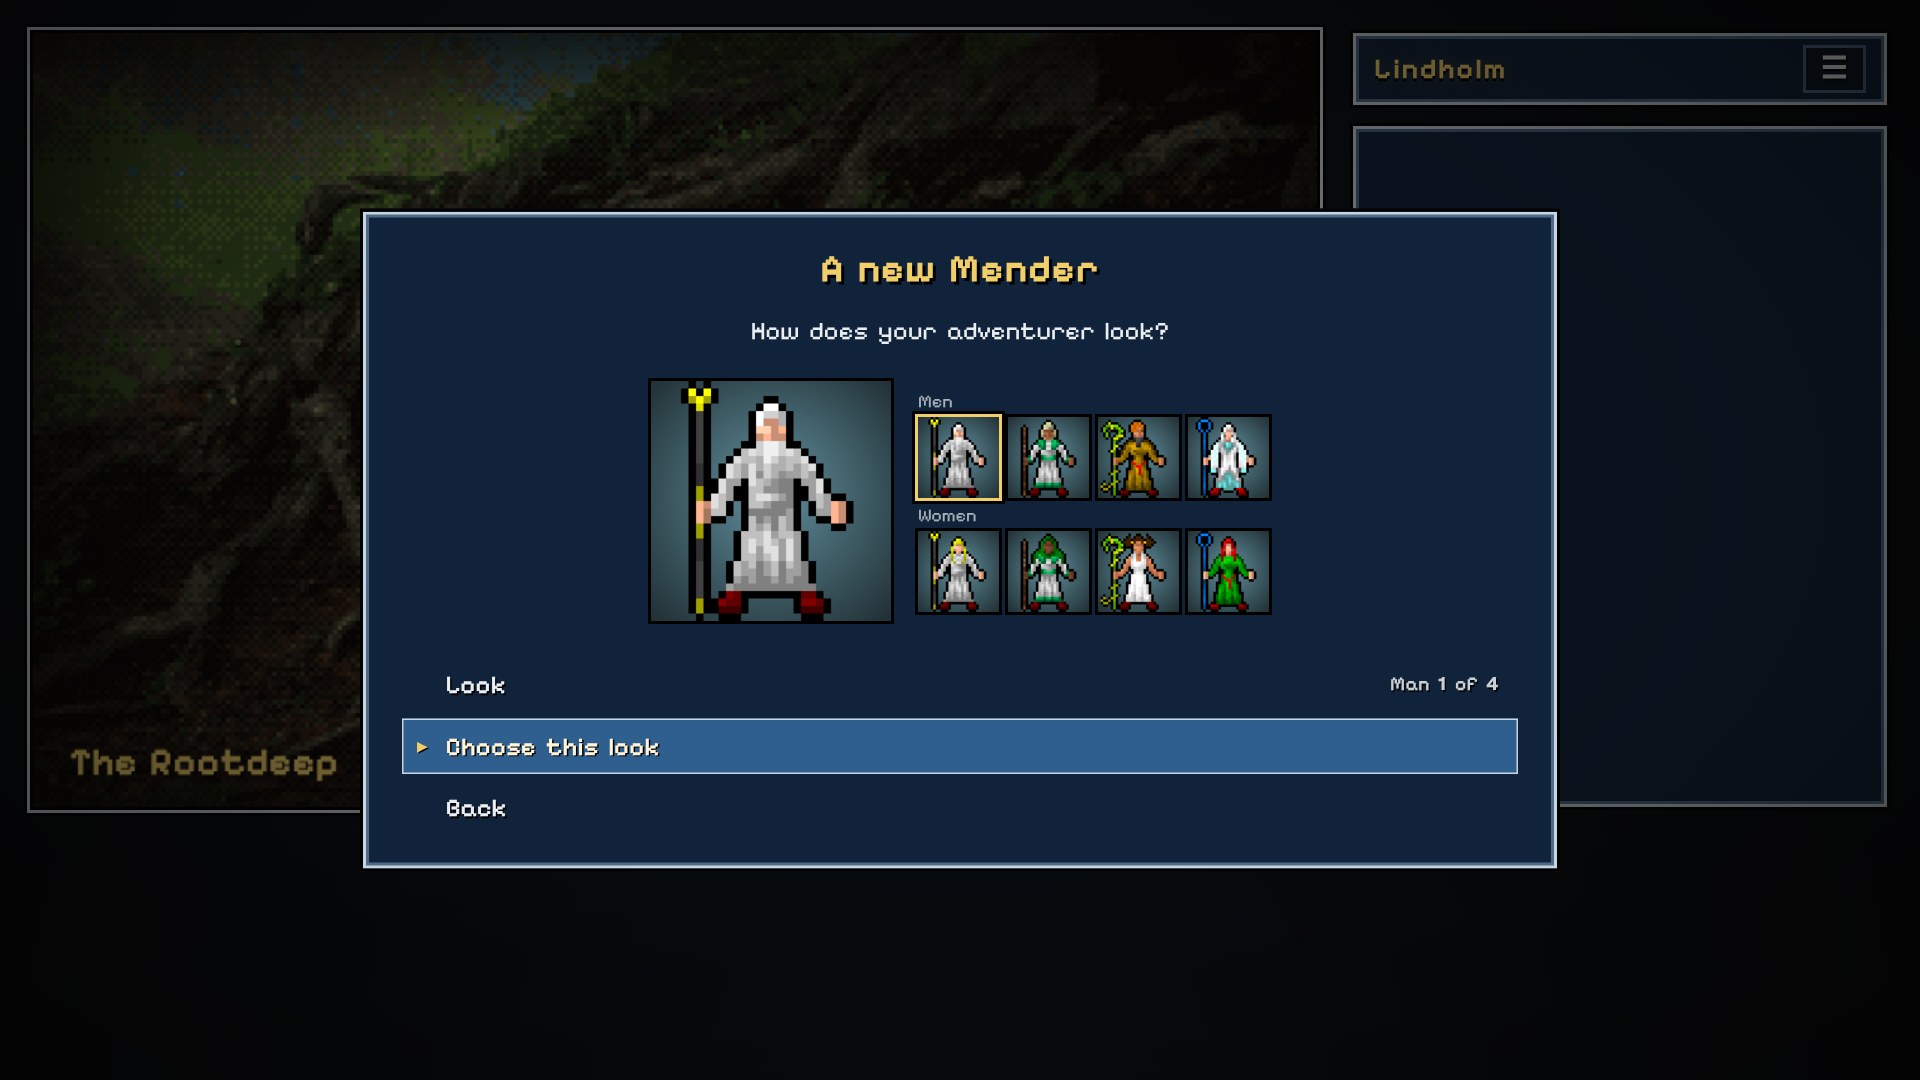 Lindholm
A new Mender
How does your adventurer look?
Men
Women
Look
Man 1 of 4
Choose this look
Back
The Rootdeep